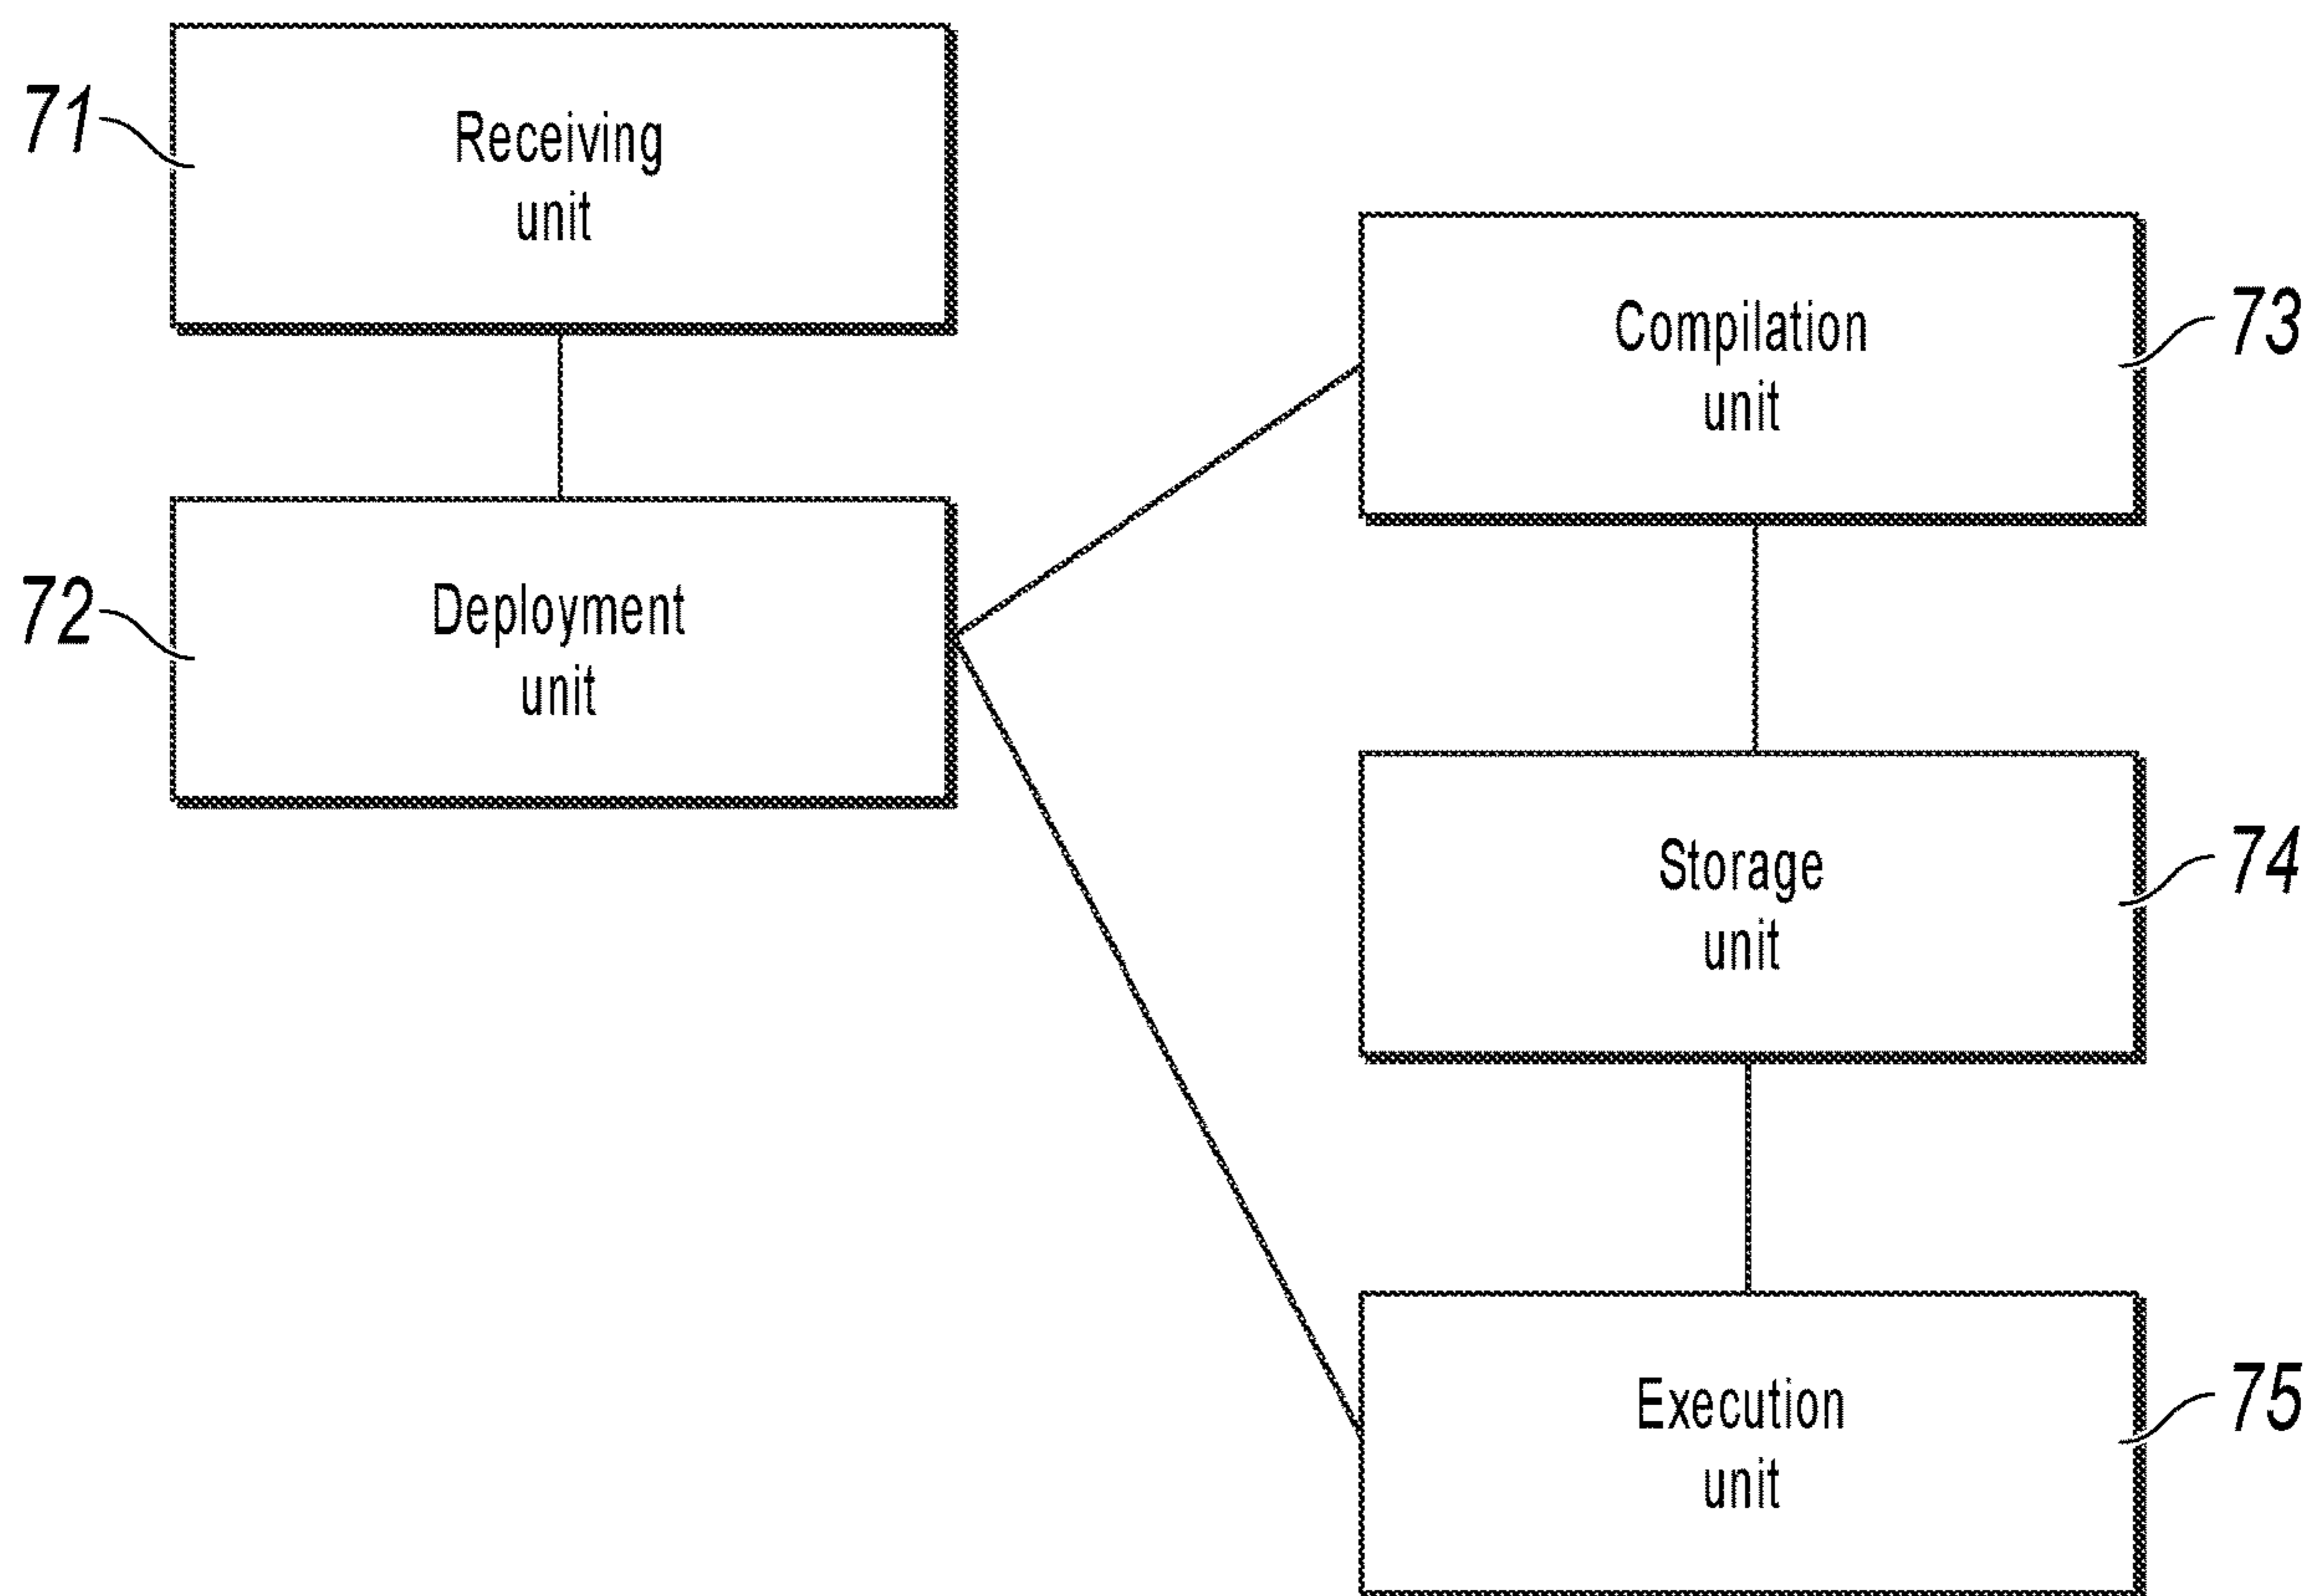 71
Receiving
unit
72
Deployment
unit
Compilation
unit
73
Storage
unit
74
Execution
unit
75